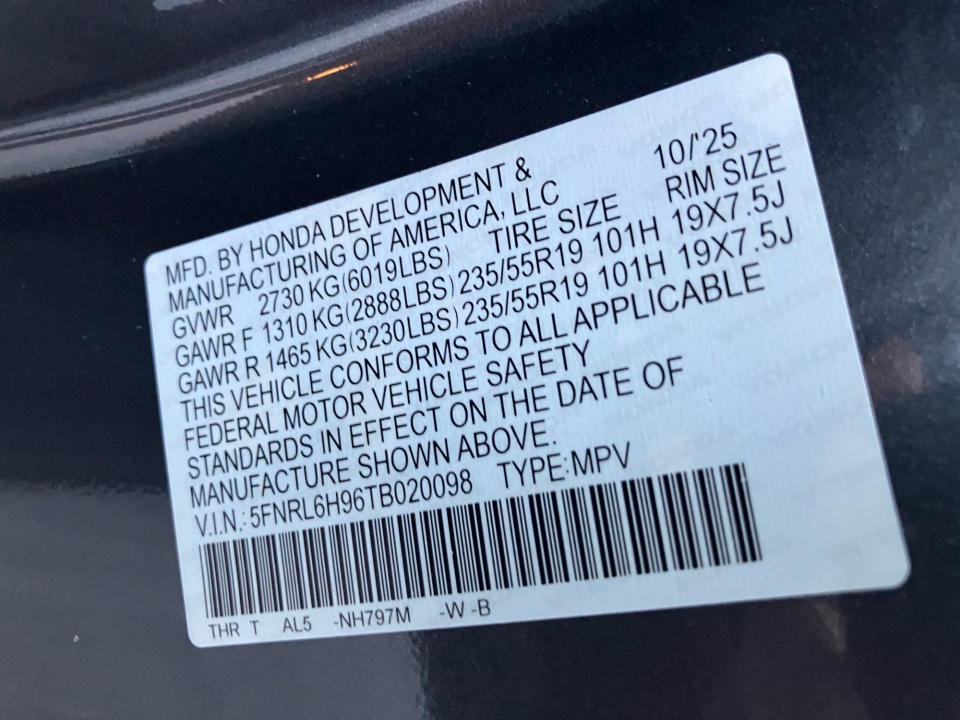 MFD. BY HONDA DEVELOPMENT & 10/'25
MANUFACTURING OF AMERICA, LLC RIM SIZE
GVWR 2730 KG(6019LBS) TIRE SIZE
GAWR F 1310 KG(2888LBS) 235/55R19 101H 19X7.5J
GAWR R 1465 KG(3230LBS) 235/55R19 101H 19X7.5J
THIS VEHICLE CONFORMS TO ALL APPLICABLE
FEDERAL MOTOR VEHICLE SAFETY
STANDARDS IN EFFECT ON THE DATE OF
MANUFACTURE SHOWN ABOVE.
V.I.N.: 5FNRL6H96TB020098 TYPE: MPV
THR T AL5 -NH797M -W -B